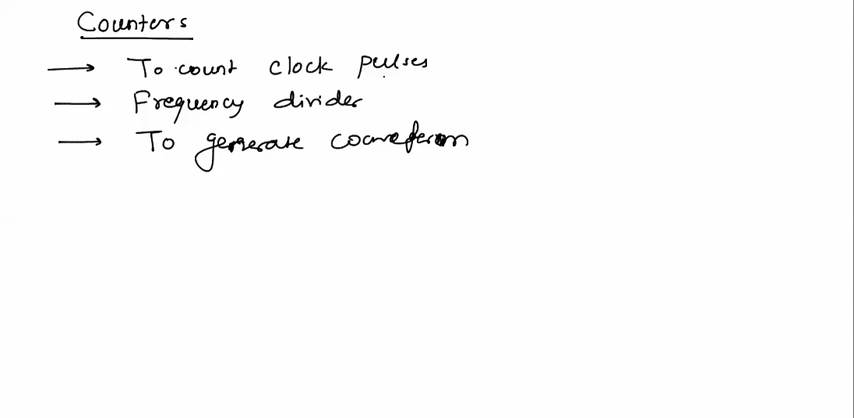 Counters
→ To count clock pulses
→ Frequency divider
→ To generate waveform